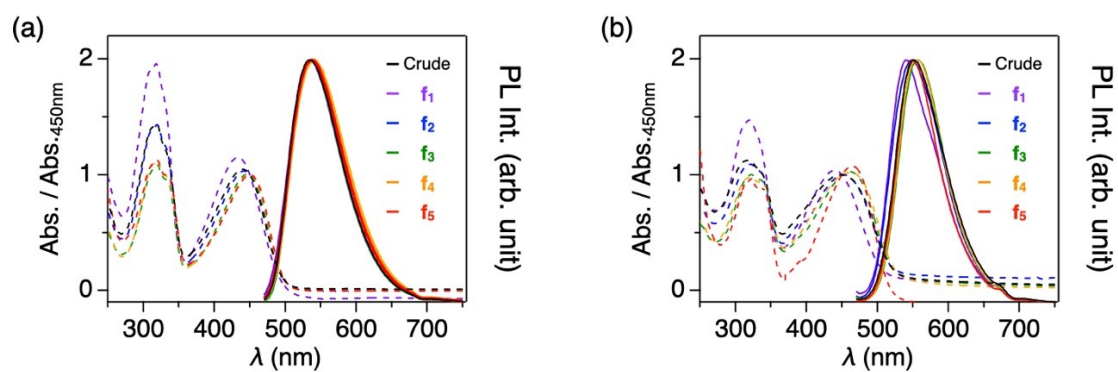 (a)
Abs. / Abs.450nm
2
1
0
Crude
f1
f2
f3
f4
f5
PL Int. (arb. unit)
300 400 500 600 700
λ (nm)
(b)
Abs. / Abs.450nm
2
1
0
Crude
f1
f2
f3
f4
f5
PL Int. (arb. unit)
300 400 500 600 700
λ (nm)